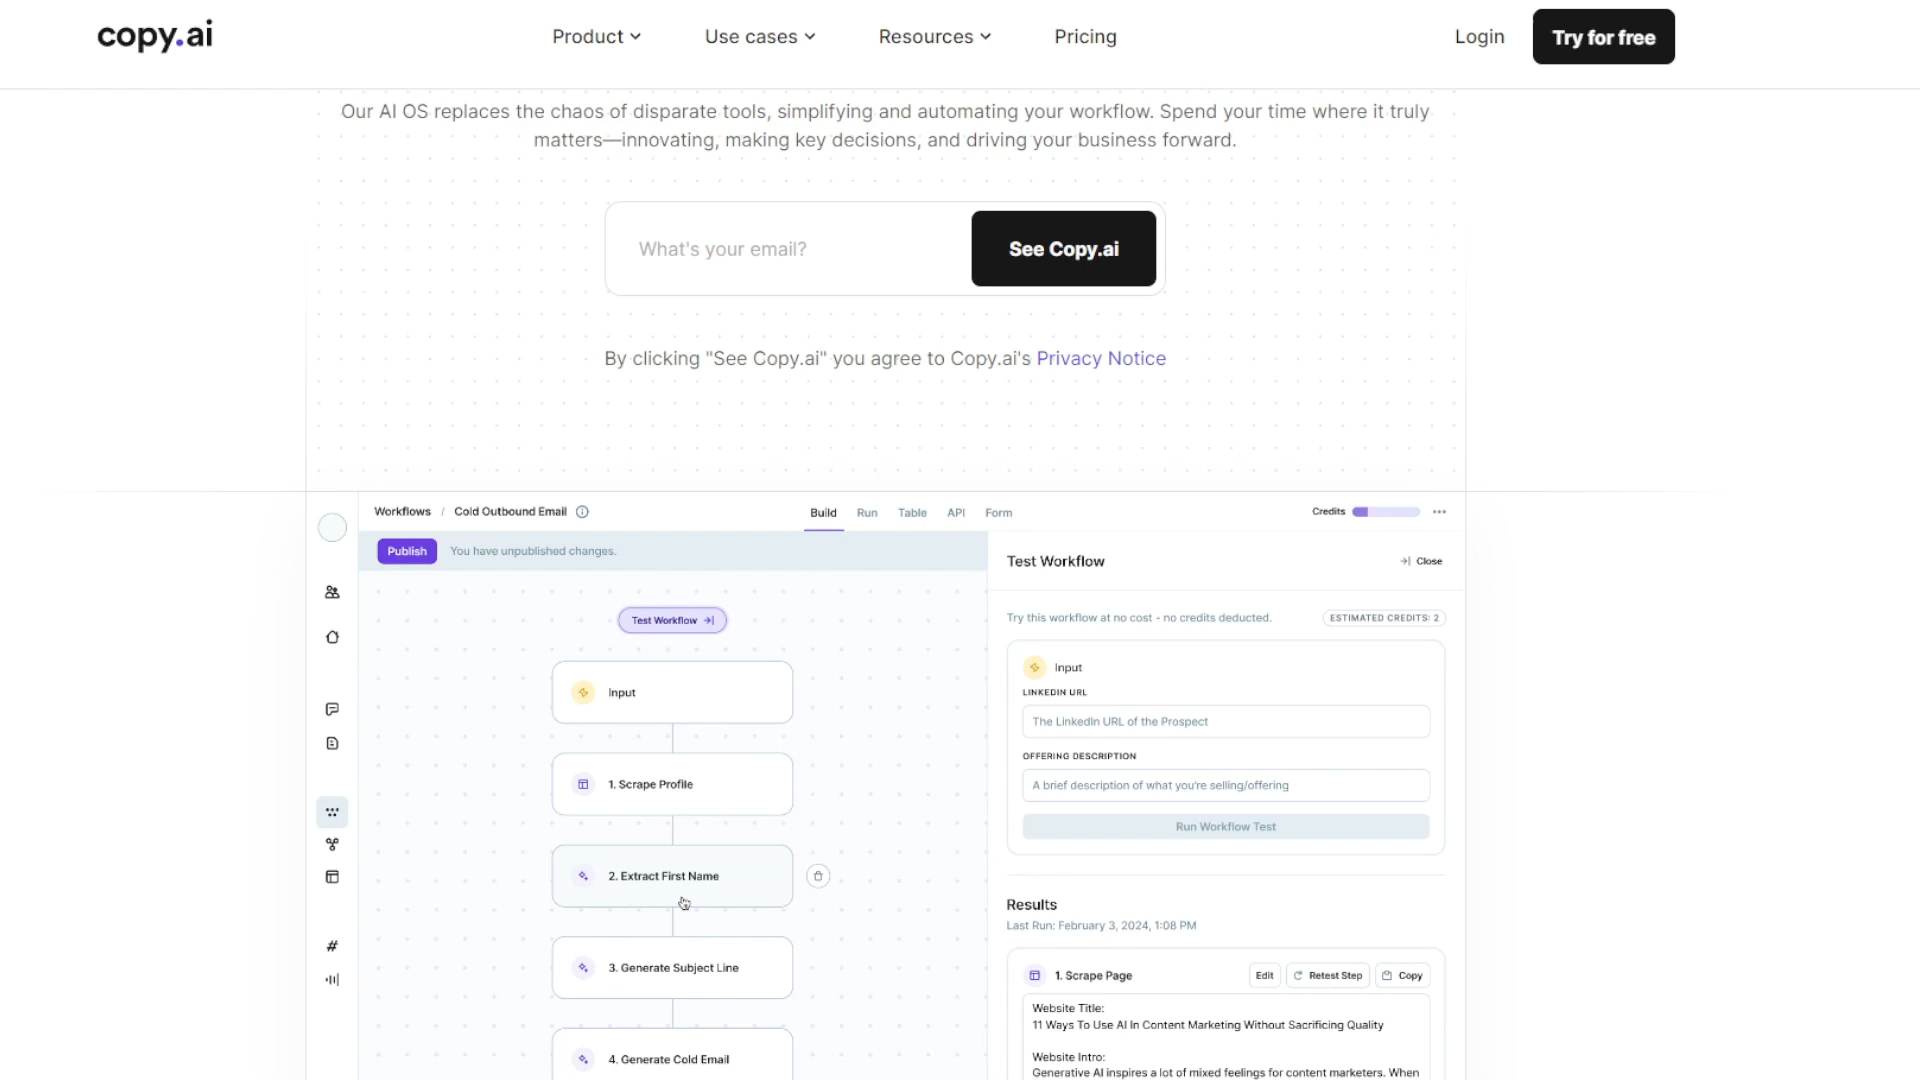 copy.ai
Product
Use cases
Resources
Pricing
Login
Try for free
Our AI OS replaces the chaos of disparate tools, simplifying and automating your workflow. Spend your time where it truly
matters—innovating, making key decisions, and driving your business forward.
What's your email?
See Copy.ai
By clicking "See Copy.ai" you agree to Copy.ai's Privacy Notice
Workflows / Cold Outbound Email
Build
Run
Table
API
Form
Credits
Publish
You have unpublished changes.
Test Workflow
Input
1. Scrape Profile
2. Extract First Name
3. Generate Subject Line
4. Generate Cold Email
Test Workflow
Close
Try this workflow at no cost - no credits deducted.
ESTIMATED CREDITS: 2
Input
LINKEDIN URL
The LinkedIn URL of the Prospect
OFFERING DESCRIPTION
A brief description of what you're selling/offering
Run Workflow Test
Results
Last Run: February 3, 2024, 1:08 PM
1. Scrape Page
Edit
Retest Step
Copy
Website Title:
11 Ways To Use AI In Content Marketing Without Sacrificing Quality
Website Intro:
Generative AI inspires a lot of mixed feelings for content marketers. When